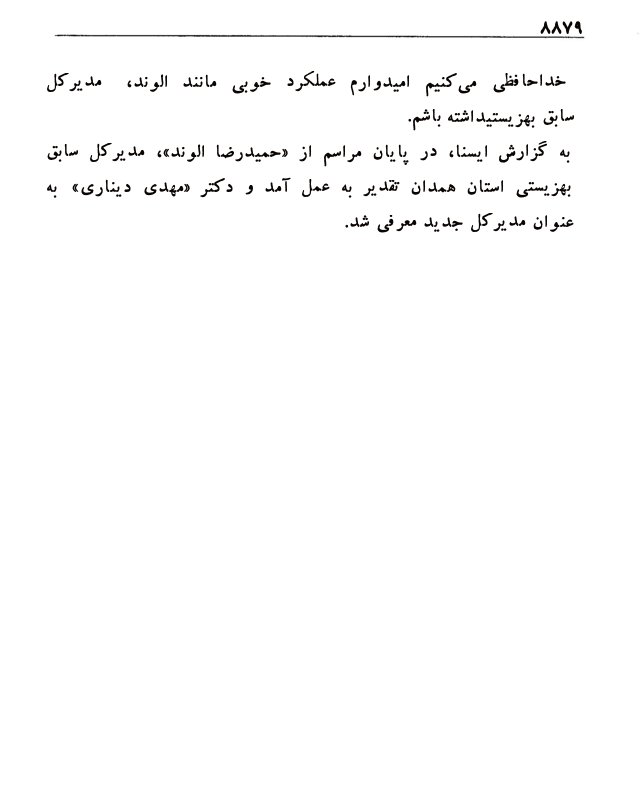 ۸۸۷۹
خداحافظی می‌کنیم امیدوارم عملکرد خوبی مانند الوند، مدیرکل
سابق بهزیستیداشته باشم.
به گزارش ایسنا، در پایان مراسم از «حمیدرضا الوند»، مدیرکل سابق
بهزیستی استان همدان تقدیر به عمل آمد و دکتر «مهدی دیناری» به
عنوان مدیرکل جدید معرفی شد.